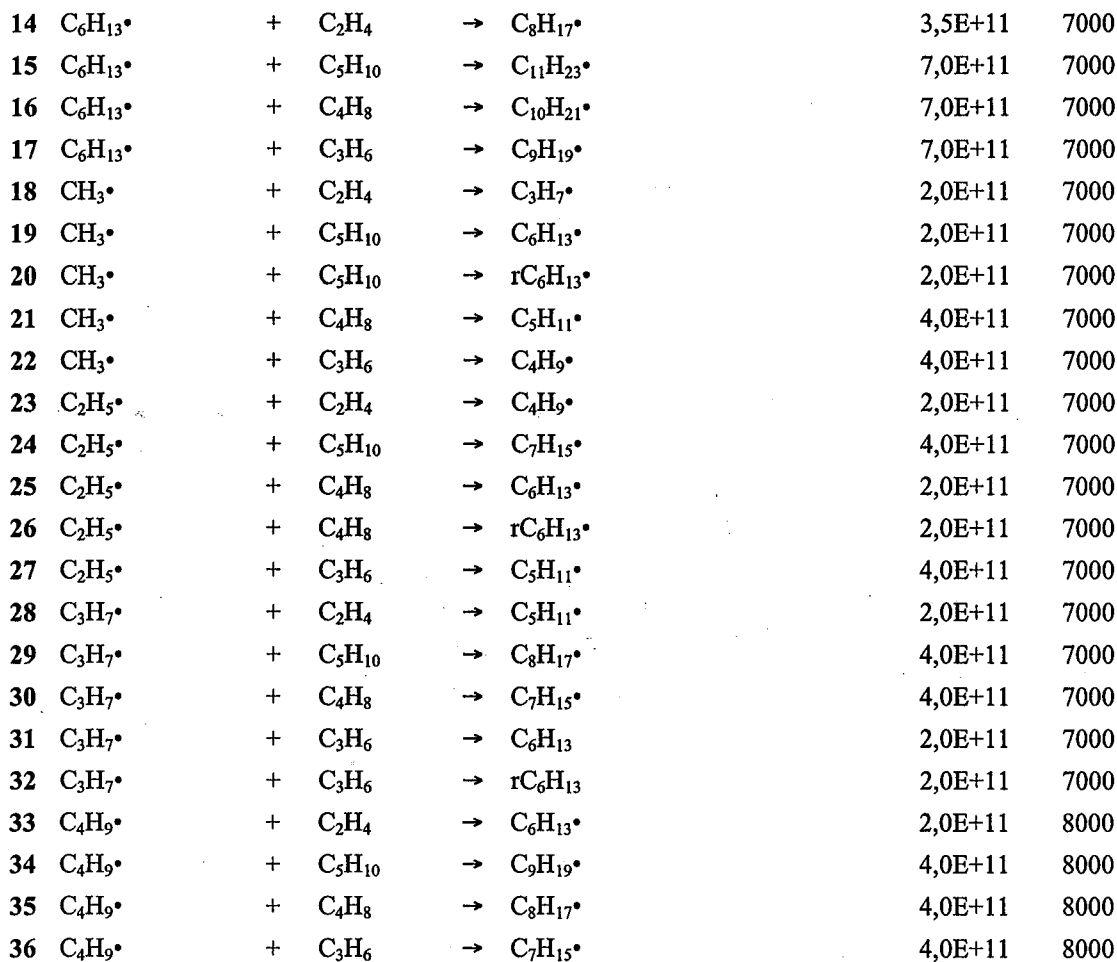 14 C₆H₁₃• + C₂H₄ → C₈H₁₇• 3,5E+11 7000
15 C₆H₁₃• + C₅H₁₀ → C₁₁H₂₃• 7,0E+11 7000
16 C₆H₁₃• + C₄H₈ → C₁₀H₂₁• 7,0E+11 7000
17 C₆H₁₃• + C₃H₆ → C₉H₁₉• 7,0E+11 7000
18 CH₃• + C₂H₄ → C₃H₇• 2,0E+11 7000
19 CH₃• + C₅H₁₀ → C₆H₁₃• 2,0E+11 7000
20 CH₃• + C₅H₁₀ → rC₆H₁₃• 2,0E+11 7000
21 CH₃• + C₄H₈ → C₅H₁₁• 4,0E+11 7000
22 CH₃• + C₃H₆ → C₄H₉• 4,0E+11 7000
23 C₂H₅• + C₂H₄ → C₄H₉• 2,0E+11 7000
24 C₂H₅• + C₅H₁₀ → C₇H₁₅• 4,0E+11 7000
25 C₂H₅• + C₄H₈ → C₆H₁₃• 2,0E+11 7000
26 C₂H₅• + C₄H₈ → rC₆H₁₃• 2,0E+11 7000
27 C₂H₅• + C₃H₆ → C₅H₁₁• 4,0E+11 7000
28 C₃H₇• + C₂H₄ → C₅H₁₁• 2,0E+11 7000
29 C₃H₇• + C₅H₁₀ → C₈H₁₇• 4,0E+11 7000
30 C₃H₇• + C₄H₈ → C₇H₁₅• 4,0E+11 7000
31 C₃H₇• + C₃H₆ → C₆H₁₃ 2,0E+11 7000
32 C₃H₇• + C₃H₆ → rC₆H₁₃ 2,0E+11 7000
33 C₄H₉• + C₂H₄ → C₆H₁₃• 2,0E+11 8000
34 C₄H₉• + C₅H₁₀ → C₉H₁₉• 4,0E+11 8000
35 C₄H₉• + C₄H₈ → C₈H₁₇• 4,0E+11 8000
36 C₄H₉• + C₃H₆ → C₇H₁₅• 4,0E+11 8000